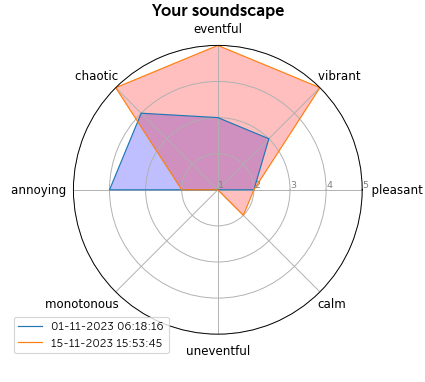 Your soundscape
eventful
chaotic
vibrant
annoying
1
2
3
4
5
pleasant
monotonous
calm
01-11-2023 06:18:16
15-11-2023 15:53:45
uneventful